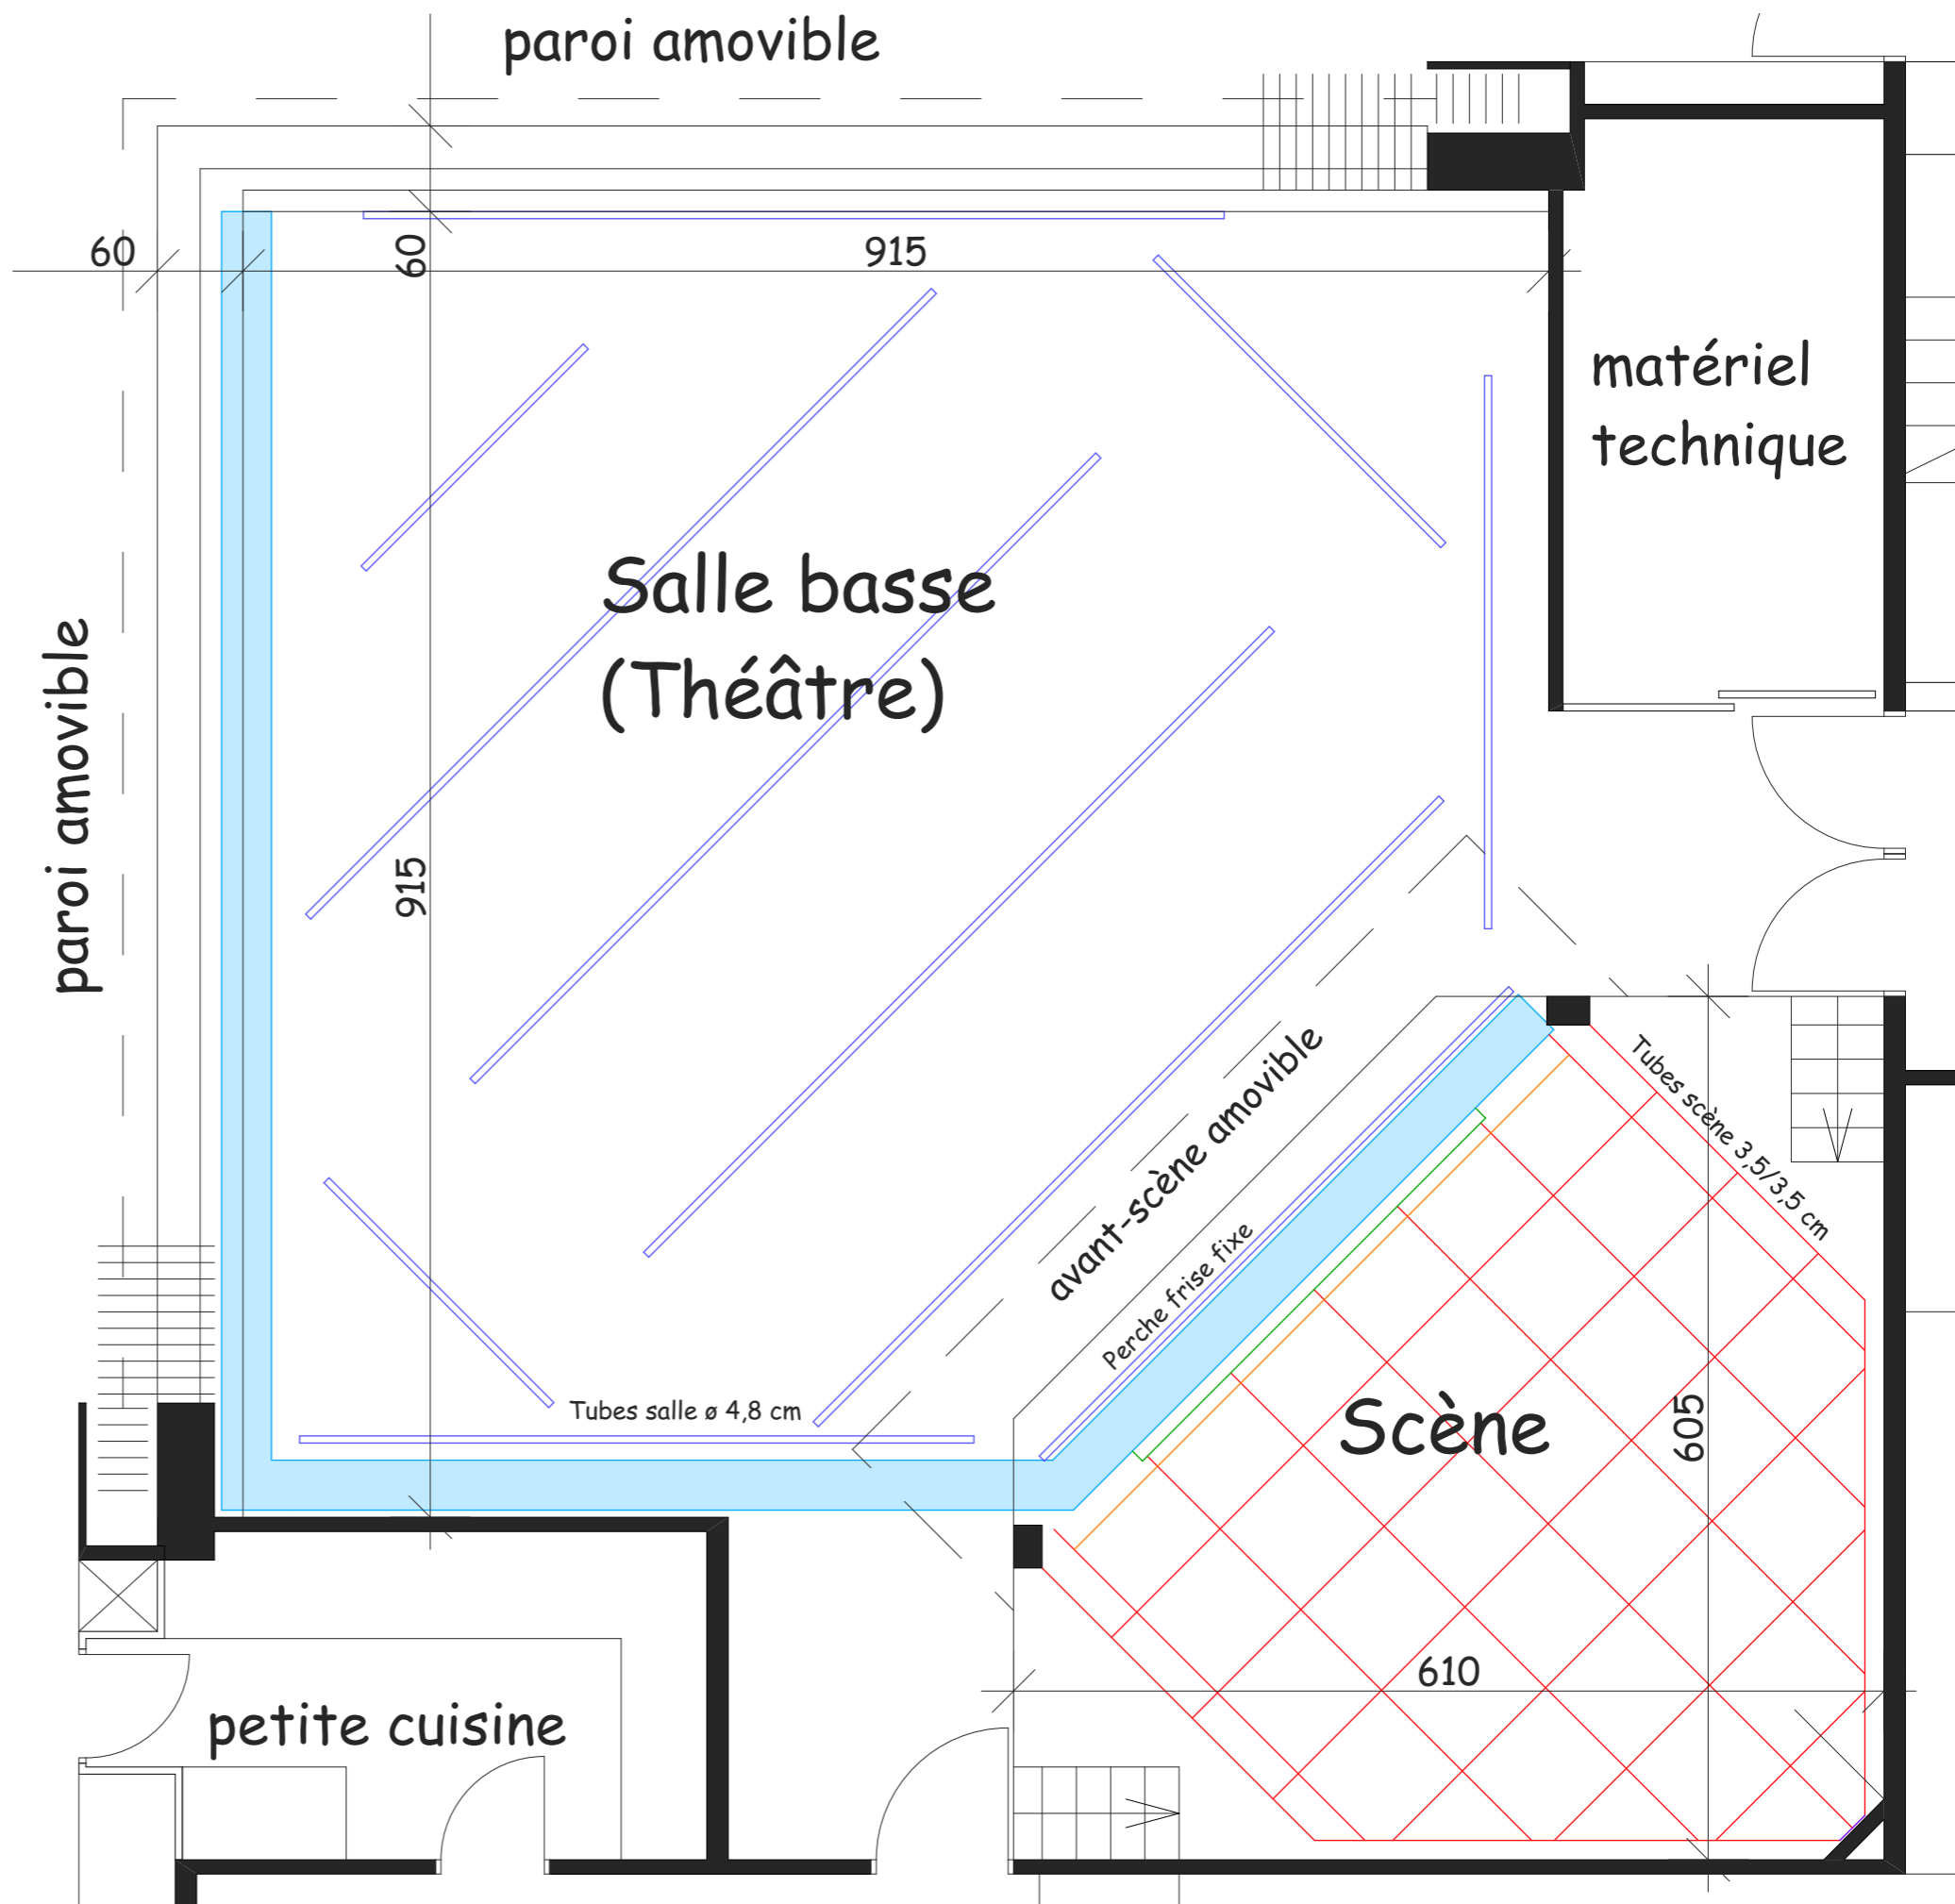 paroi amovible
60
60
915
matériel
technique
Salle basse
(Théâtre)
paroi amovible
915
avant-scène amovible
Perche frise fixe
Tubes scène 3,5/3,5 cm
Tubes salle ø 4,8 cm
Scène
605
610
petite cuisine